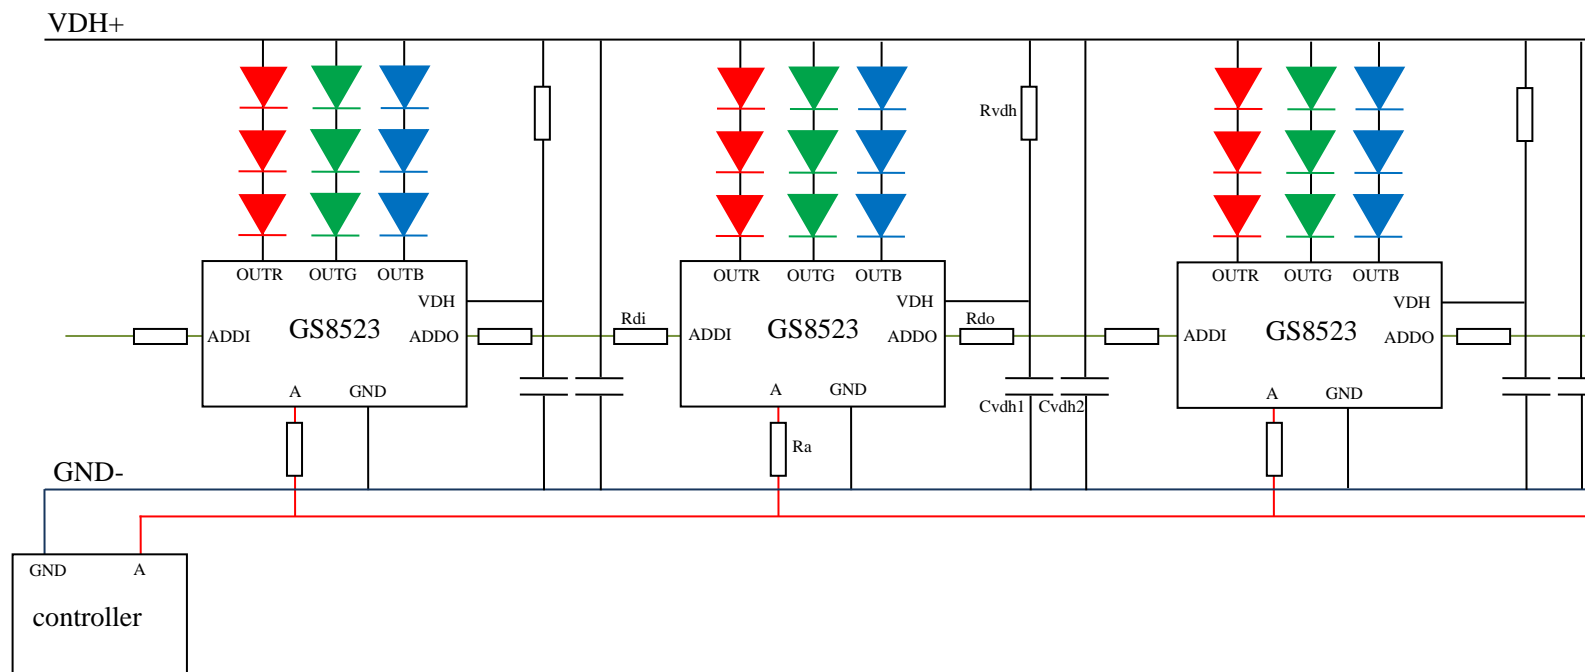 VDH+
Rvdh
OUTR OUTG OUTB
OUTR OUTG OUTB
OUTR OUTG OUTB
VDH
VDH
VDH
ADDI GS8523 ADDO
Rdi
ADDI GS8523 ADDO
Rdo
ADDI GS8523 ADDO
A GND
A GND
A GND
Cvdh1 Cvdh2
Ra
GND-
GND A
controller